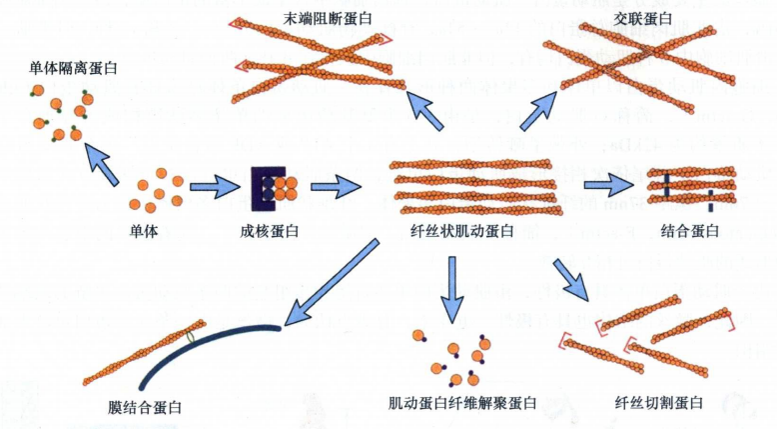 末端阻断蛋白
交联蛋白
单体隔离蛋白
单体
成核蛋白
纤丝状肌动蛋白
结合蛋白
膜结合蛋白
肌动蛋白纤维解聚蛋白
纤丝切割蛋白